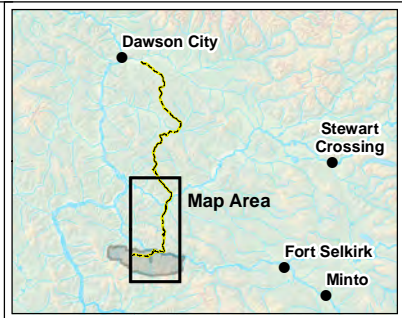 Dawson City
Stewart
Crossing
Map Area
Fort Selkirk
Minto